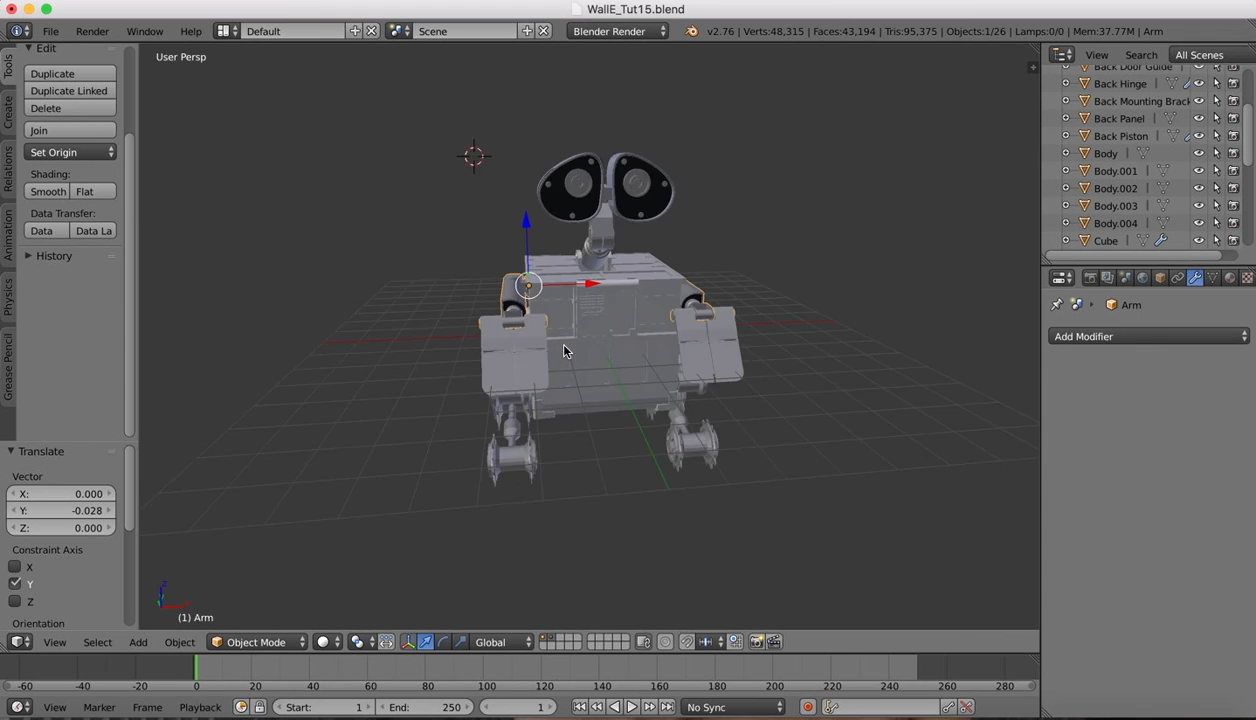 WallE_Tut15.blend
File Render Window Help Default Scene Blender Render v2.76 | Verts:48,315 | Faces:43,194 | Tris:95,375 | Objects:1/26 | Lamps:0/0 | Mem:37.77M | Arm
Edit
Duplicate
Duplicate Linked
Delete
Join
Set Origin
Shading:
Smooth Flat
Data Transfer:
Data Data La
History
Tools
Create
Relations
Animation
Physics
Grease Pencil
Translate
Vector
X: 0.000
Y: -0.028
Z: 0.000
Constraint Axis
X
Y
Z
Orientation
User Persp
(1) Arm
View Select Add Object Object Mode Global
View Search All Scenes
Back Door Guide
Back Hinge
Back Mounting Brack
Back Panel
Back Piston
Body
Body.001
Body.002
Body.003
Body.004
Cube
Arm
Add Modifier
-60 -40 -20 0 20 40 60 80 100 120 140 160 180 200 220 240 260 280
View Marker Frame Playback Start: 1 End: 250 1 No Sync